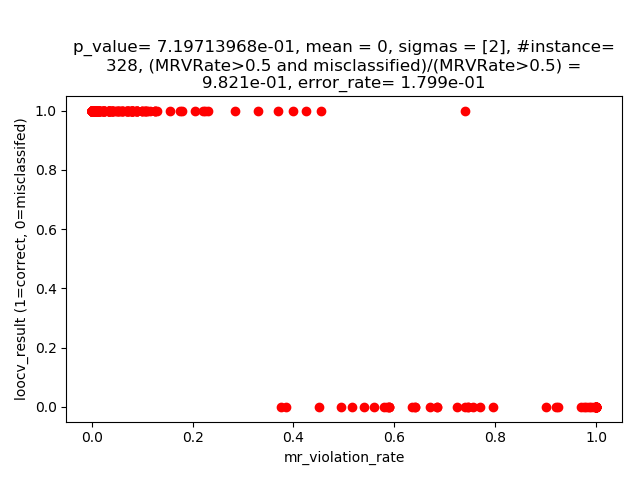 p_value= 7.19713968e-01, mean = 0, sigmas = [2], #instance=
328, (MRVRate>0.5 and misclassified)/(MRVRate>0.5) =
9.821e-01, error_rate= 1.799e-01
loocv_result (1=correct, 0=misclassifed)
1.0
0.8
0.6
0.4
0.2
0.0
0.0 0.2 0.4 0.6 0.8 1.0
mr_violation_rate